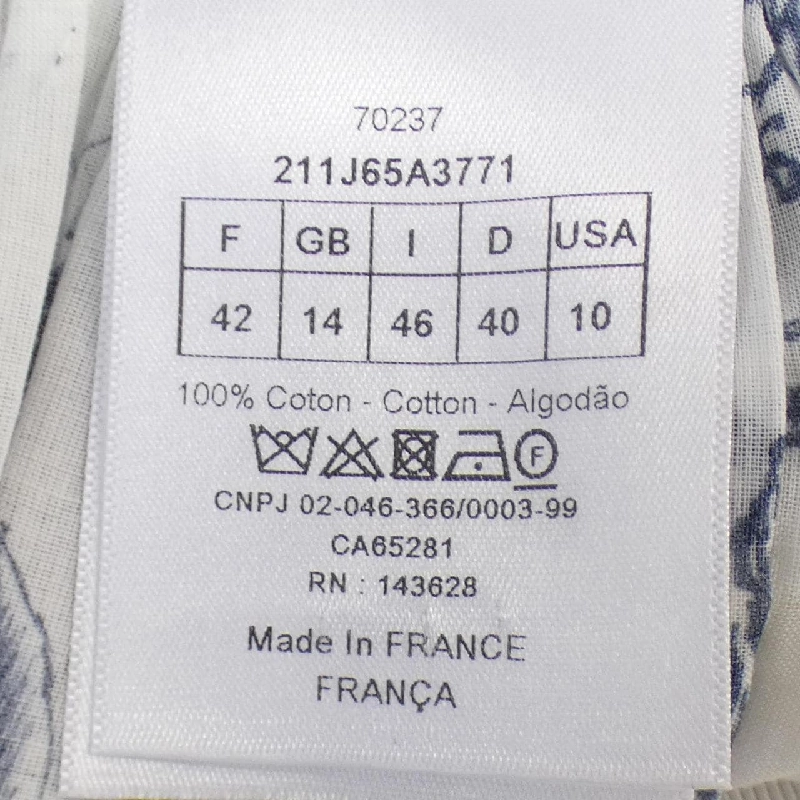 70237
211J65A3771
F GB I D USA
42 14 46 40 10
100% Coton - Cotton - Algodão
F
CNPJ 02-046-366/0003-99
CA65281
RN : 143628
Made In FRANCE
FRANÇA